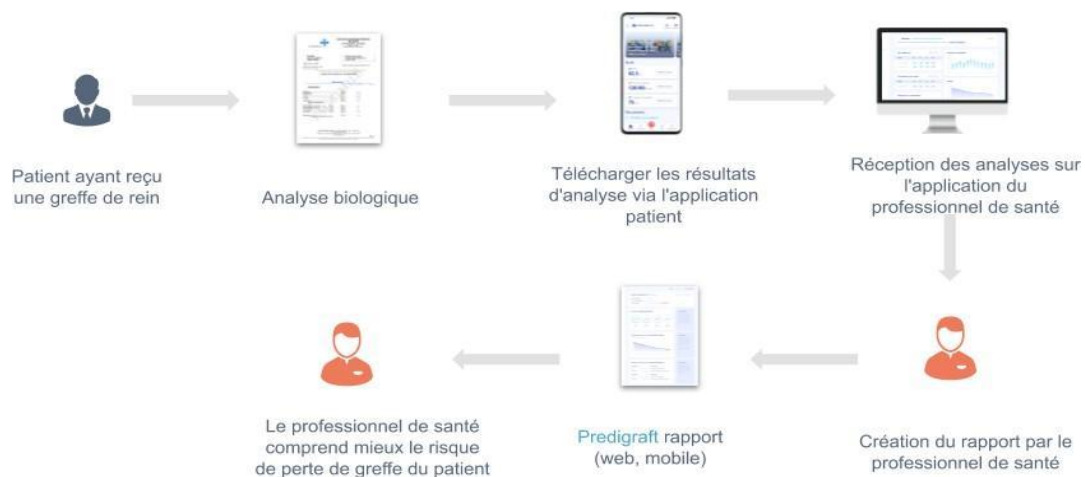 Patient ayant reçu
une greffe de rein
Analyse biologique
Télécharger les résultats
d'analyse via l'application
patient
Réception des analyses sur
l'application du
professionnel de santé
Le professionnel de santé
comprend mieux le risque
de perte de greffe du patient
Predigraft rapport
(web, mobile)
Création du rapport par le
professionnel de santé